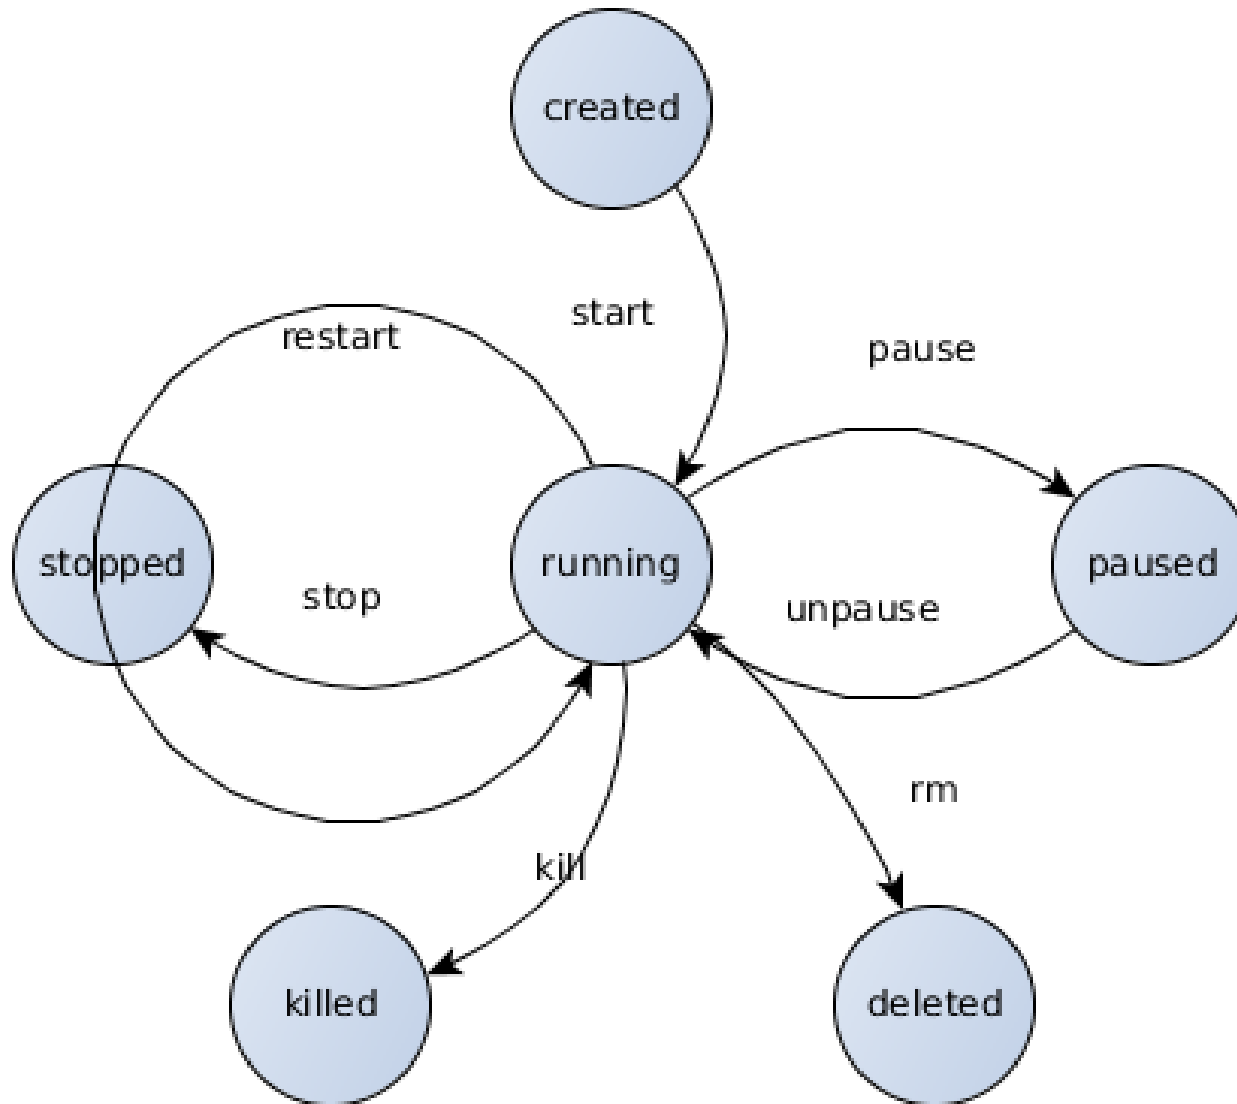 created
start
restart
pause
stopped
running
paused
stop
unpause
rm
kill
killed
deleted